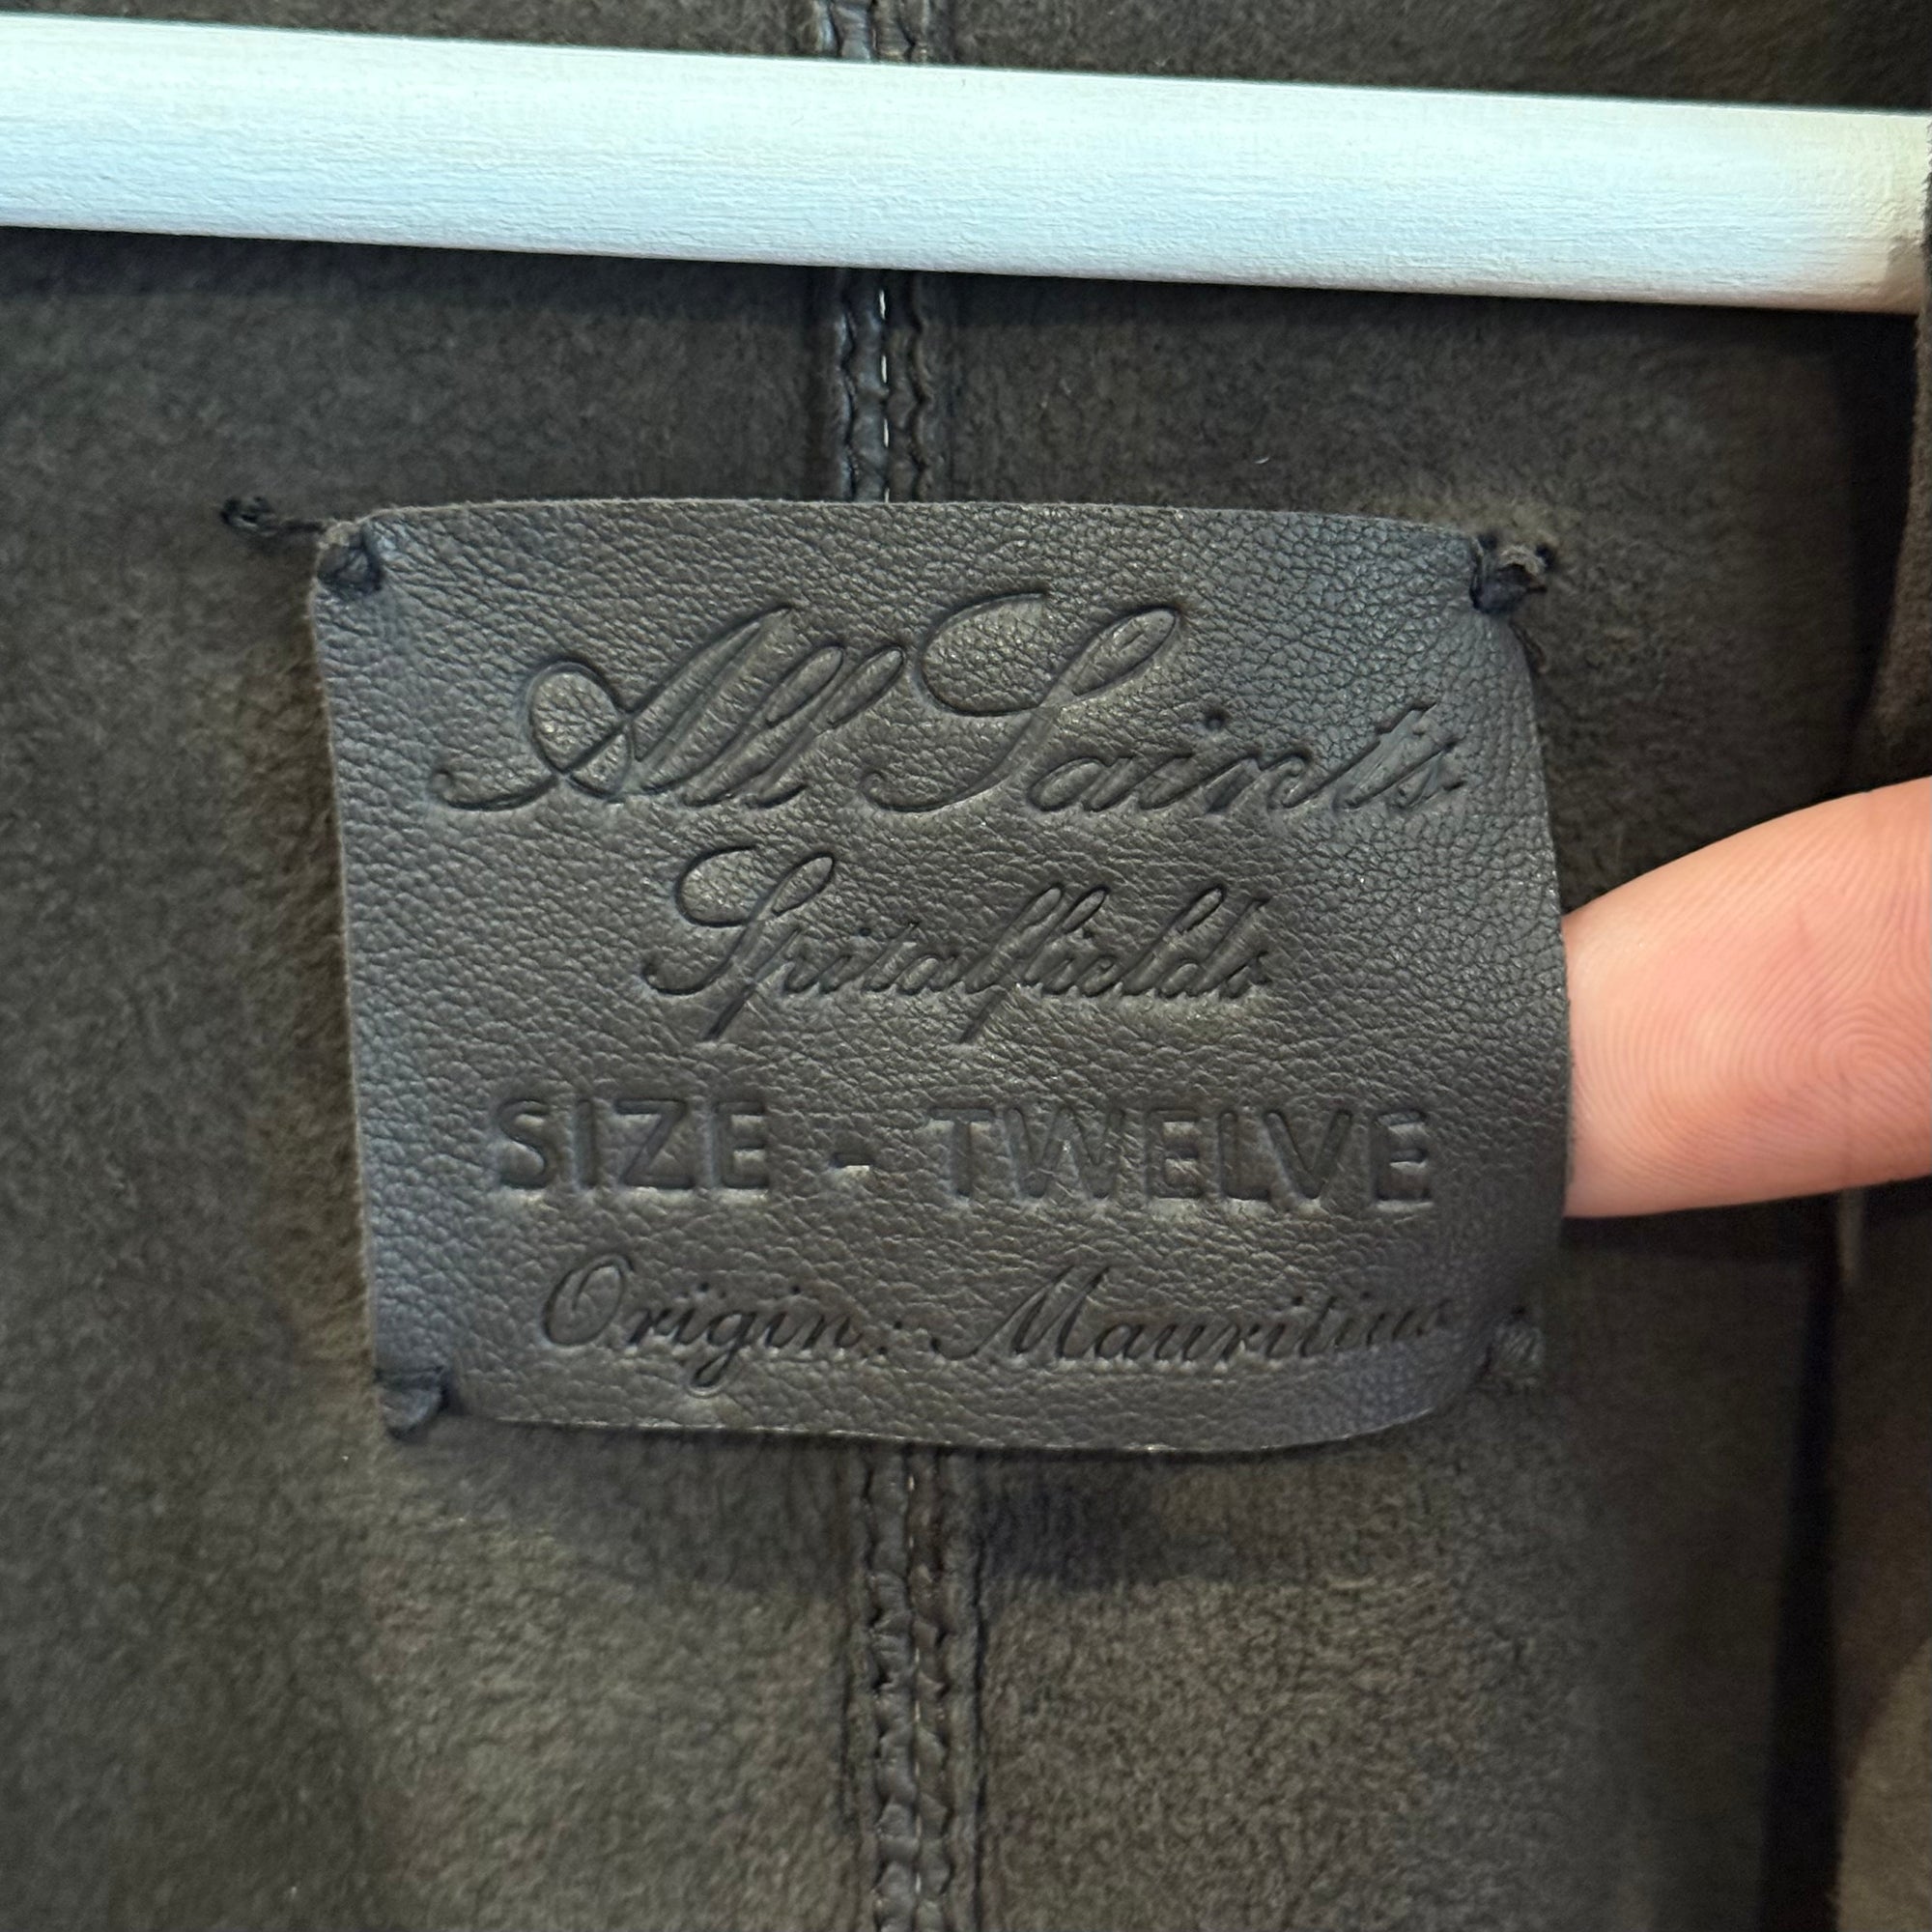 All Saints
Spitalfields
SIZE - TWELVE
Origin: Mauritius